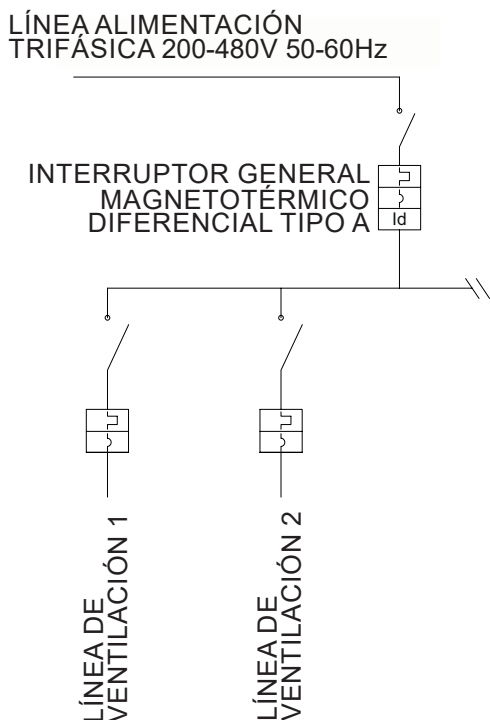 LÍNEA ALIMENTACIÓN
TRIFÁSICA 200-480V 50-60Hz
INTERRUPTOR GENERAL
MAGNETOTÉRMICO
DIFERENCIAL TIPO A
Id
LÍNEA DE
VENTILACIÓN 1
LÍNEA DE
VENTILACIÓN 2